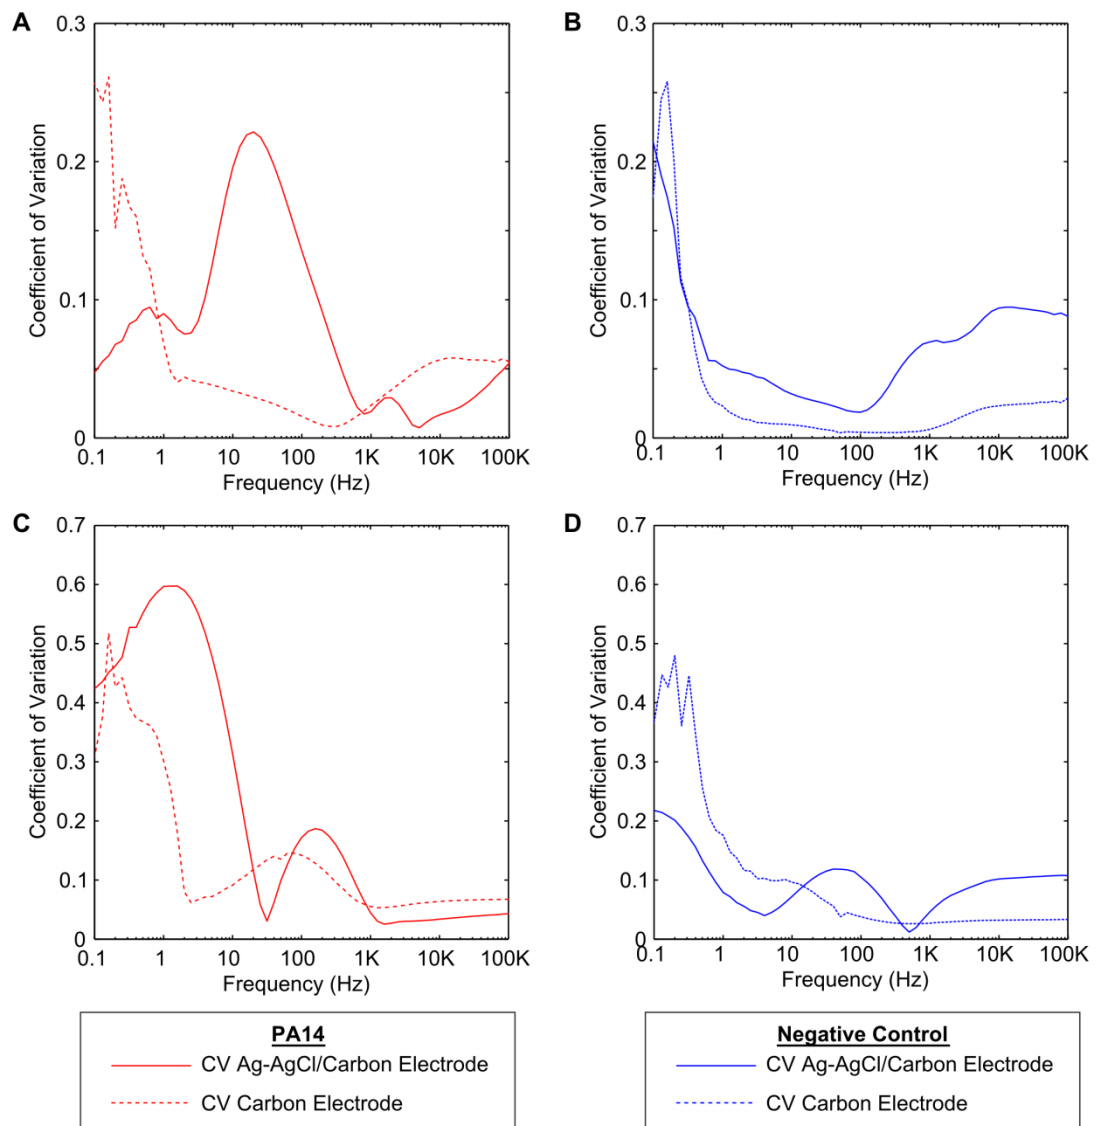 A
0.3
0.2
0.1
0
Coefficient of Variation
0.1 1 10 100 1K 10K 100K
Frequency (Hz)
B
0.3
0.2
0.1
0
Coefficient of Variation
0.1 1 10 100 1K 10K 100K
Frequency (Hz)
C
0.7
0.6
0.5
0.4
0.3
0.2
0.1
0
Coefficient of Variation
0.1 1 10 100 1K 10K 100K
Frequency (Hz)
D
0.7
0.6
0.5
0.4
0.3
0.2
0.1
0
Coefficient of Variation
0.1 1 10 100 1K 10K 100K
Frequency (Hz)
PA14
CV Ag-AgCl/Carbon Electrode
CV Carbon Electrode
Negative Control
CV Ag-AgCl/Carbon Electrode
CV Carbon Electrode